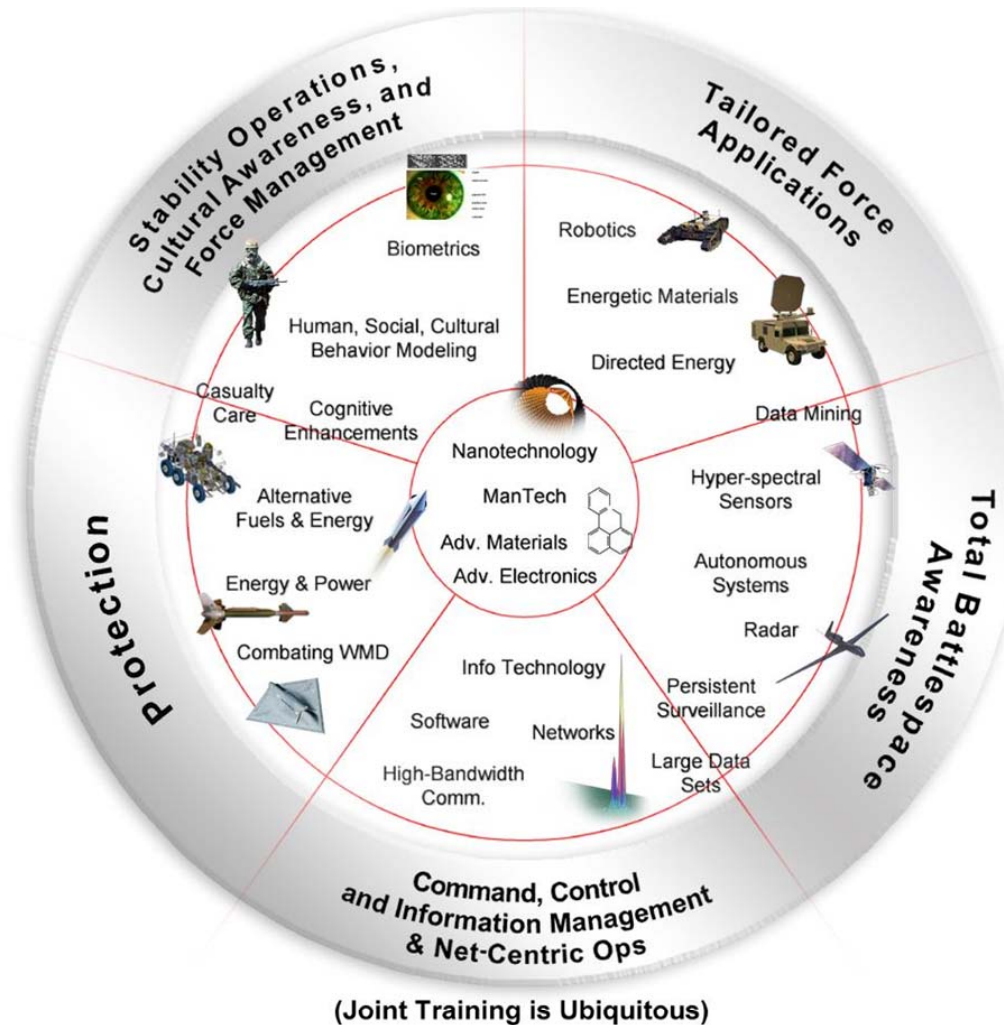 Stability Operations,
Cultural Awareness, and
Force Management
Tailored Force
Applications
Biometrics
Robotics
Energetic Materials
Human, Social, Cultural
Behavior Modeling
Directed Energy
Casualty
Care
Cognitive
Enhancements
Data Mining
Nanotechnology
ManTech
Adv. Materials
Adv. Electronics
Hyper-spectral
Sensors
Alternative
Fuels & Energy
Autonomous
Systems
Energy & Power
Radar
Combating WMD
Info Technology
Persistent
Surveillance
Software
Networks
Large Data
Sets
High-Bandwidth
Comm.
Protection
Total Battlespace
Awareness
Command, Control
and Information Management
& Net-Centric Ops
(Joint Training is Ubiquitous)